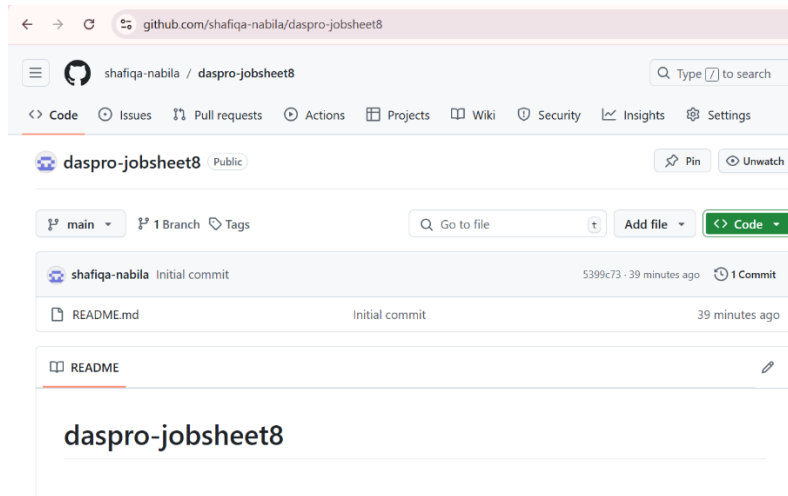 github.com/shafiqa-nabila/daspro-jobsheet8
shafiqa-nabila / daspro-jobsheet8
Type / to search
<> Code Issues Pull requests Actions Projects Wiki Security Insights Settings
daspro-jobsheet8 Public Pin Unwatch
main 1 Branch Tags Go to file t Add file <> Code
shafiqa-nabila Initial commit 5399c73 · 39 minutes ago 1 Commit
README.md Initial commit 39 minutes ago
README
daspro-jobsheet8